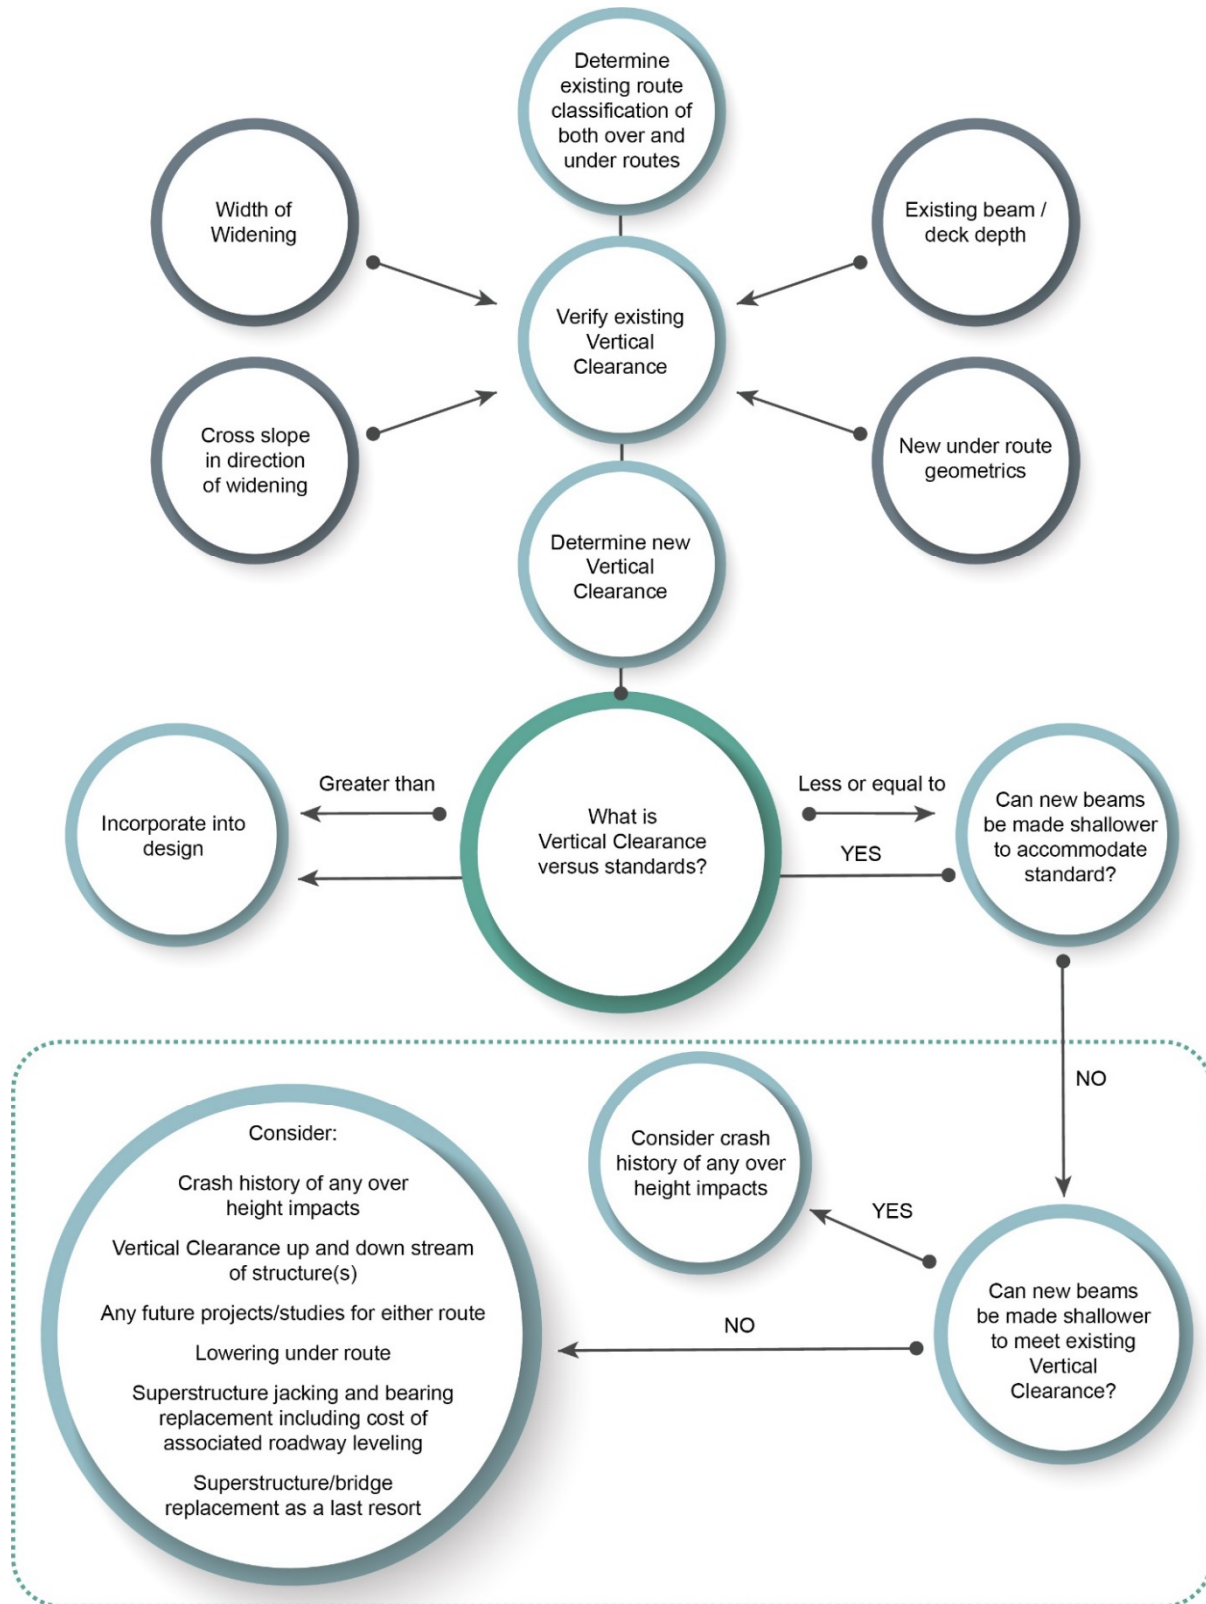 Determine
existing route
classification of
both over and
under routes
Width of
Widening
Existing beam /
deck depth
Verify existing
Vertical
Clearance
Cross slope
in direction
of widening
New under route
geometrics
Determine new
Vertical
Clearance
Greater than
Less or equal to
Incorporate into
design
What is
Vertical Clearance
versus standards?
YES
Can new beams
be made shallower
to accommodate
standard?
NO
Consider:
Crash history of any over
height impacts
Vertical Clearance up and down stream
of structure(s)
Any future projects/studies for either route
Lowering under route
Superstructure jacking and bearing
replacement including cost of
associated roadway leveling
Superstructure/bridge
replacement as a last resort
Consider crash
history of any over
height impacts
YES
NO
Can new beams
be made shallower
to meet existing
Vertical
Clearance?